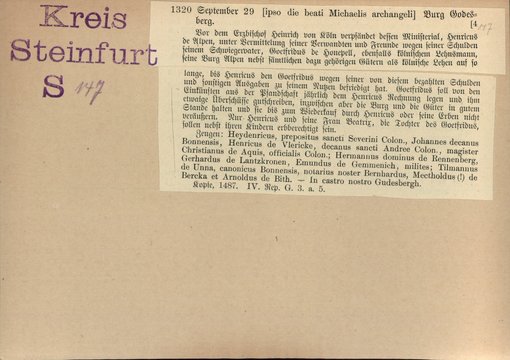 Kreis
Steinfurt
S 147
1320 September 29 [ipso die beati Michaelis archangeli] Burg Godes-
berg. [4 147
Vor dem Erzbischof Heinrich von Köln verpfändet dessen Ministerial, Henricus
de Alpen, unter Vermittelung seiner Verwandten und Freunde wegen seiner Schulden
seinem Schwiegervater, Goetfridus de Honepell, ebenfalls kölnischem Lehnsmann,
seine Burg Alpen nebst sämtlichen dazu gehörigen Gütern als kölnische Lehen auf so
lange, bis Henricus den Goetfridus wegen seiner von diesem bezahlten Schulden
und sonstigen Ausgaben zu seinem Nutzen befriedigt hat. Goetfridus soll von den
Einkünften aus der Pfandschaft jährlich dem Henricus Rechnung legen und ihm
etwaige Überschüsse gutschreiben, inzwischen aber die Burg und die Güter in gutem
Stande halten und sie bis zum Wiederkauf durch Henricus oder seine Erben nicht
veräußern. Nur Henricus und seine Frau Beatrix, die Tochter des Goetfridus,
sollen nebst ihren Kindern erbberechtigt sein.
Zeugen: Heydenricus, prepositus sancti Severini Colon., Johannes decanus
Bonnensis, Henricus de Vlericke, decanus sancti Andree Colon., magister
Christianus de Aquis, officialis Colon.; Hermannus dominus de Rennenberg,
Gerhardus de Lantzkronen, Emundus de Gemmenich, milites; Tilmannus
de Unna, canonicus Bonnensis, notarius noster Bernhardus, Mectholdus (!) de
Bercka et Arnoldus de Bith. — In castro nostro Gudesbergh.
Kopie, 1487. IV. Rep. G. 3. a. 5.